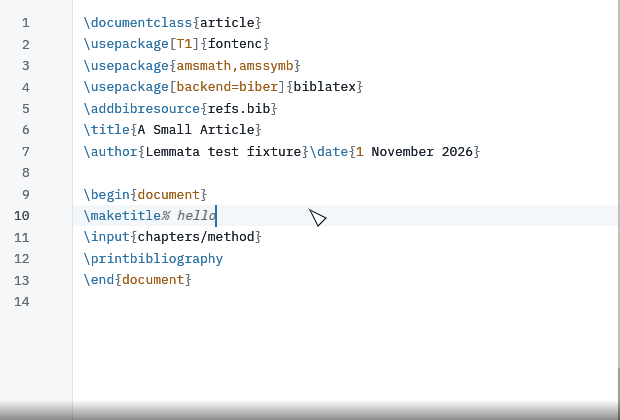 1 \documentclass{article}
2 \usepackage[T1]{fontenc}
3 \usepackage{amsmath,amssymb}
4 \usepackage[backend=biber]{biblatex}
5 \addbibresource{refs.bib}
6 \title{A Small Article}
7 \author{Lemmata test fixture}\date{1 November 2026}
8
9 \begin{document}
10 \maketitle% hello
11 \input{chapters/method}
12 \printbibliography
13 \end{document}
14